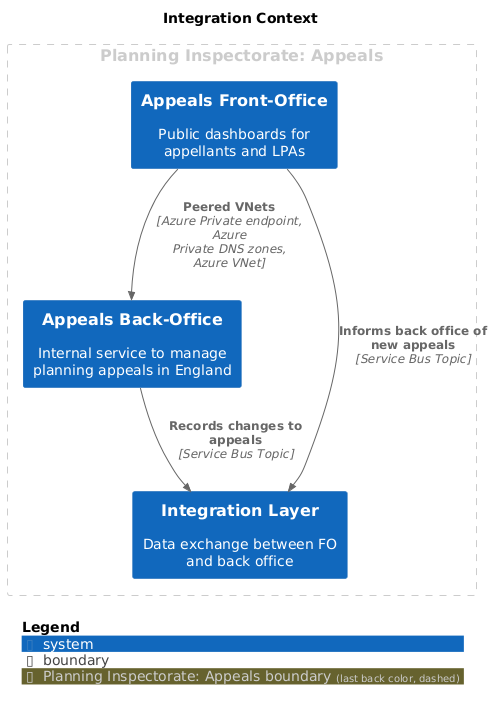 Integration Context
Planning Inspectorate: Appeals
Appeals Front-Office
Public dashboards for
appellants and LPAs
Peered VNets
[Azure Private endpoint,
Azure
Private DNS zones,
Azure VNet]
Appeals Back-Office
Internal service to manage
planning appeals in England
Informs back office of
new appeals
[Service Bus Topic]
Records changes to
appeals
[Service Bus Topic]
Integration Layer
Data exchange between FO
and back office
Legend
system
boundary
Planning Inspectorate: Appeals boundary (last back color, dashed)